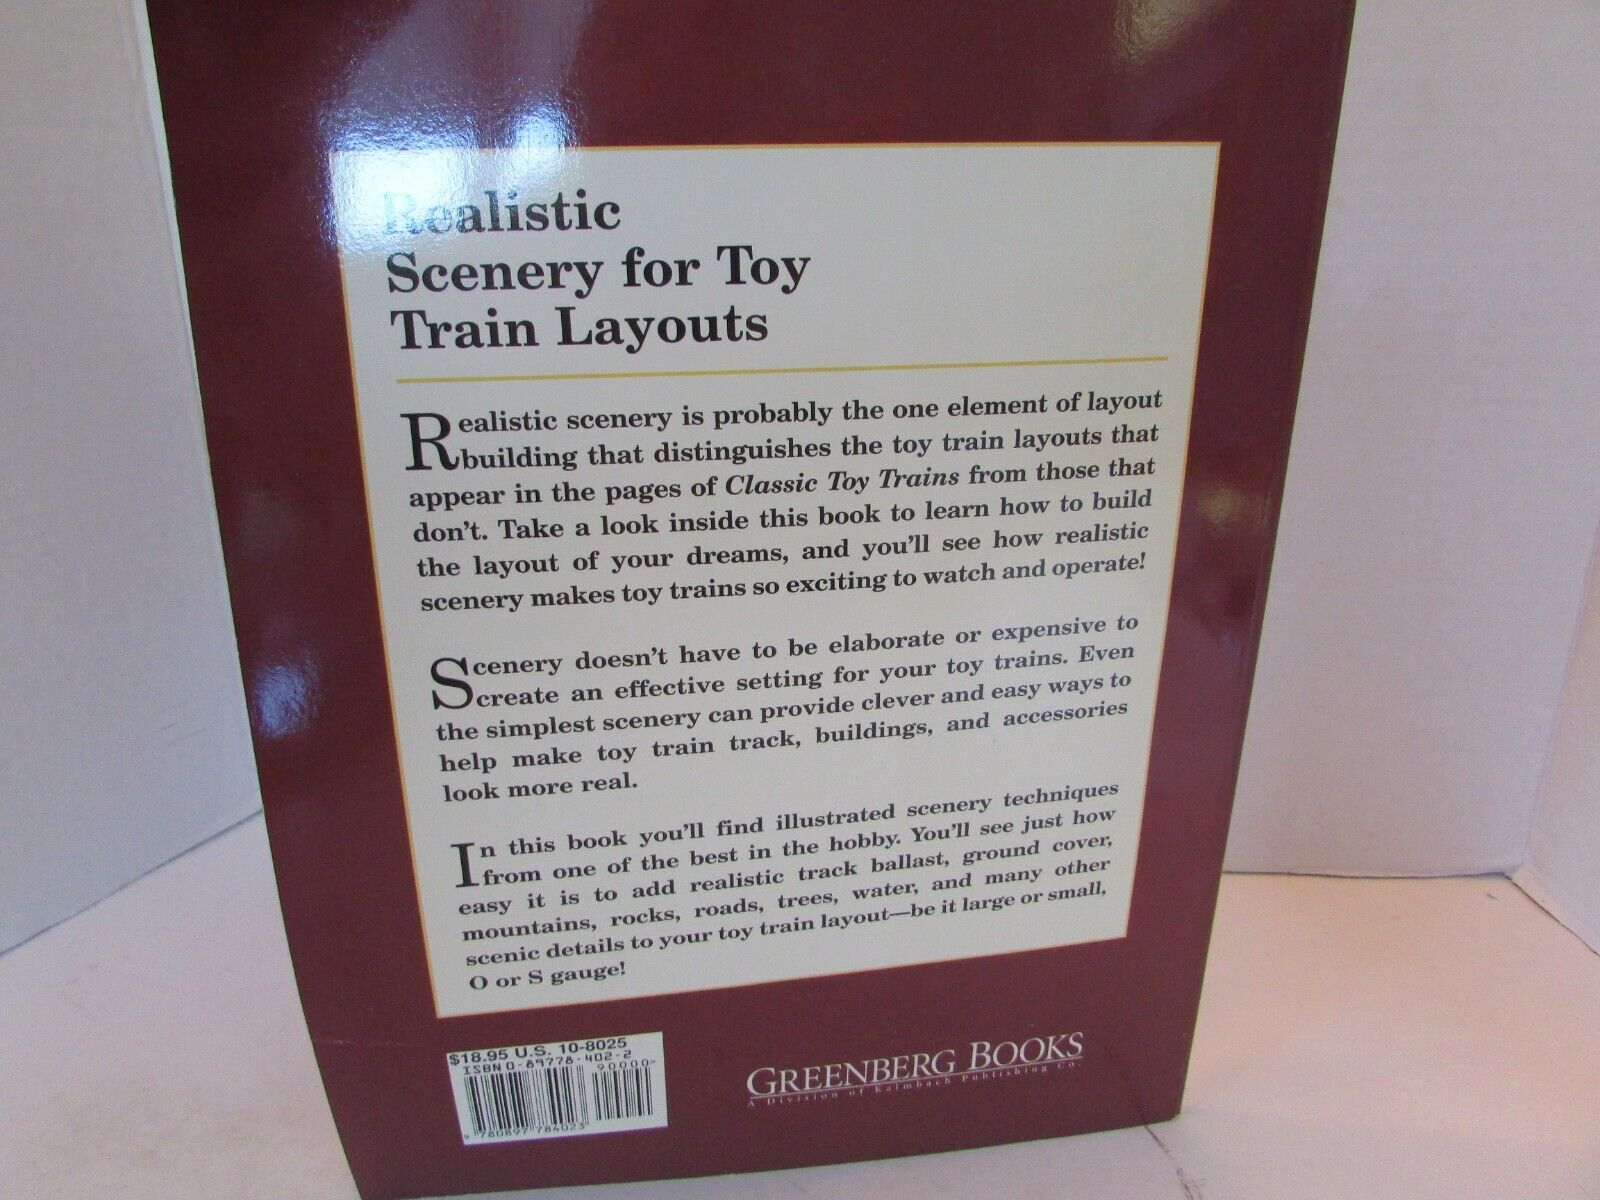 Realistic
Scenery for Toy
Train Layouts
Realistic scenery is probably the one element of layout
building that distinguishes the toy train layouts that
appear in the pages of Classic Toy Trains from those that
don't. Take a look inside this book to learn how to build
the layout of your dreams, and you'll see how realistic
scenery makes toy trains so exciting to watch and operate!
Scenery doesn't have to be elaborate or expensive to
create an effective setting for your toy trains. Even
the simplest scenery can provide clever and easy ways to
help make toy train track, buildings, and accessories
look more real.
In this book you'll find illustrated scenery techniques
from one of the best in the hobby. You'll see just how
easy it is to add realistic track ballast, ground cover,
mountains, rocks, roads, trees, water, and many other
scenic details to your toy train layout—be it large or small,
O or S gauge!
$18.95 U.S. 10-8025
ISBN 0-89778-402-2
90000>
9 780897 784023
GREENBERG BOOKS
A Division of Kalmbach Publishing Co.